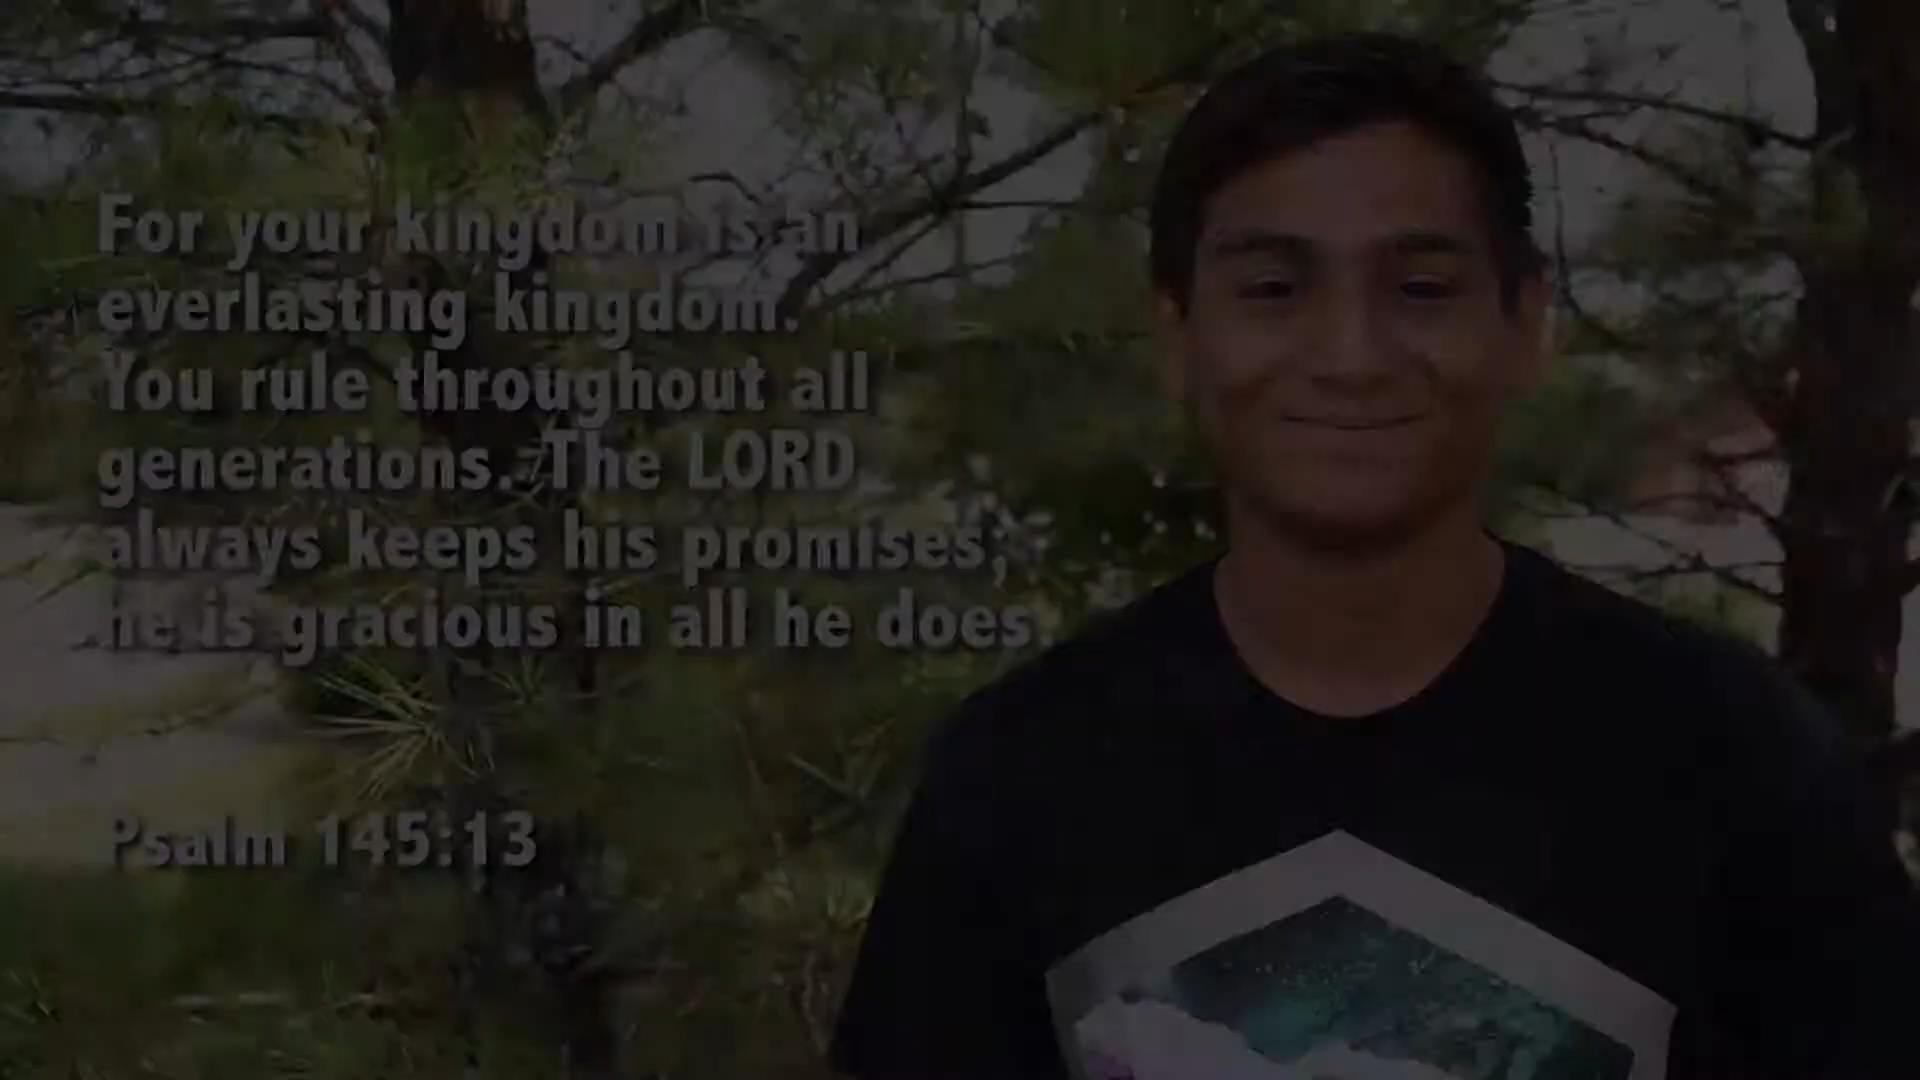 For your kingdom is an
everlasting kingdom.
You rule throughout all
generations. The LORD
always keeps his promises;
he is gracious in all he does.
Psalm 145:13